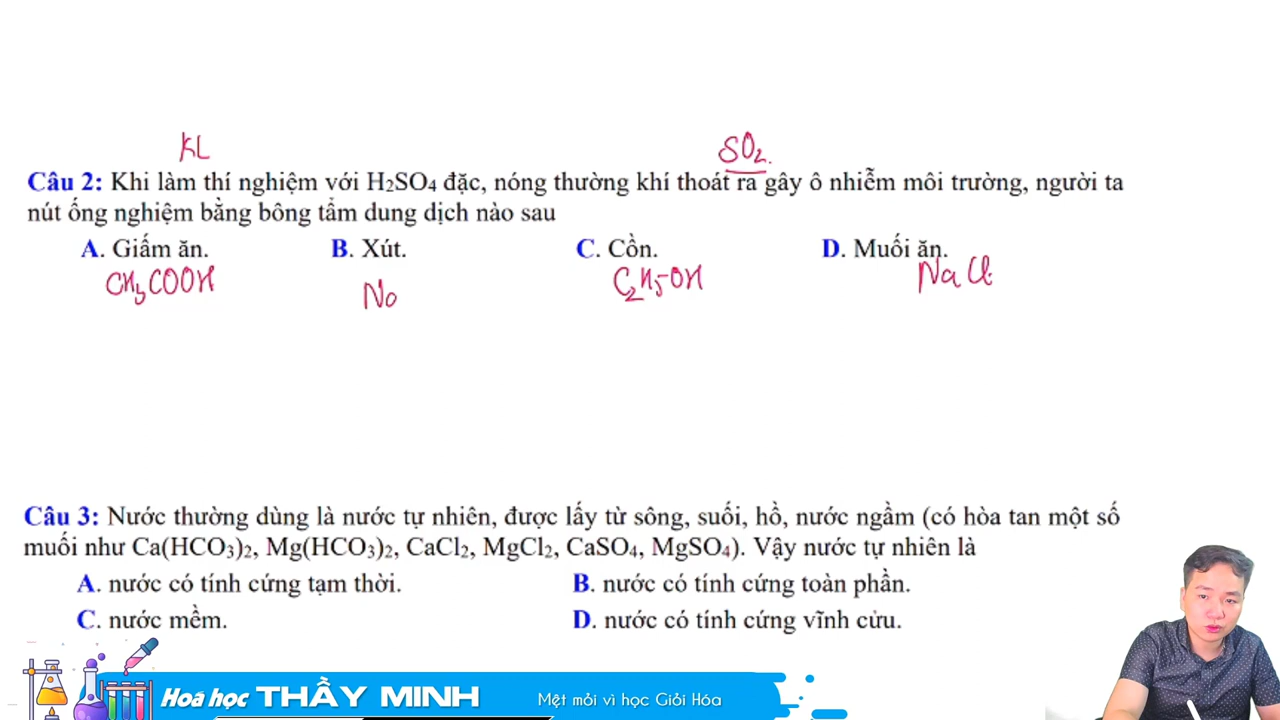 KL
SO2.
Câu 2: Khi làm thí nghiệm với H2SO4 đặc, nóng thường khí thoát ra gây ô nhiễm môi trường, người ta
nút ống nghiệm bằng bông tẩm dung dịch nào sau
A. Giấm ăn. B. Xút. C. Cồn. D. Muối ăn.
CH3COOH Na C2H5OH NaCl
Câu 3: Nước thường dùng là nước tự nhiên, được lấy từ sông, suối, hồ, nước ngầm (có hòa tan một số
muối như Ca(HCO3)2, Mg(HCO3)2, CaCl2, MgCl2, CaSO4, MgSO4). Vậy nước tự nhiên là
A. nước có tính cứng tạm thời. B. nước có tính cứng toàn phần.
C. nước mềm. D. nước có tính cứng vĩnh cửu.
Hoá học THẦY MINH Mệt mỏi vì học Giỏi Hóa